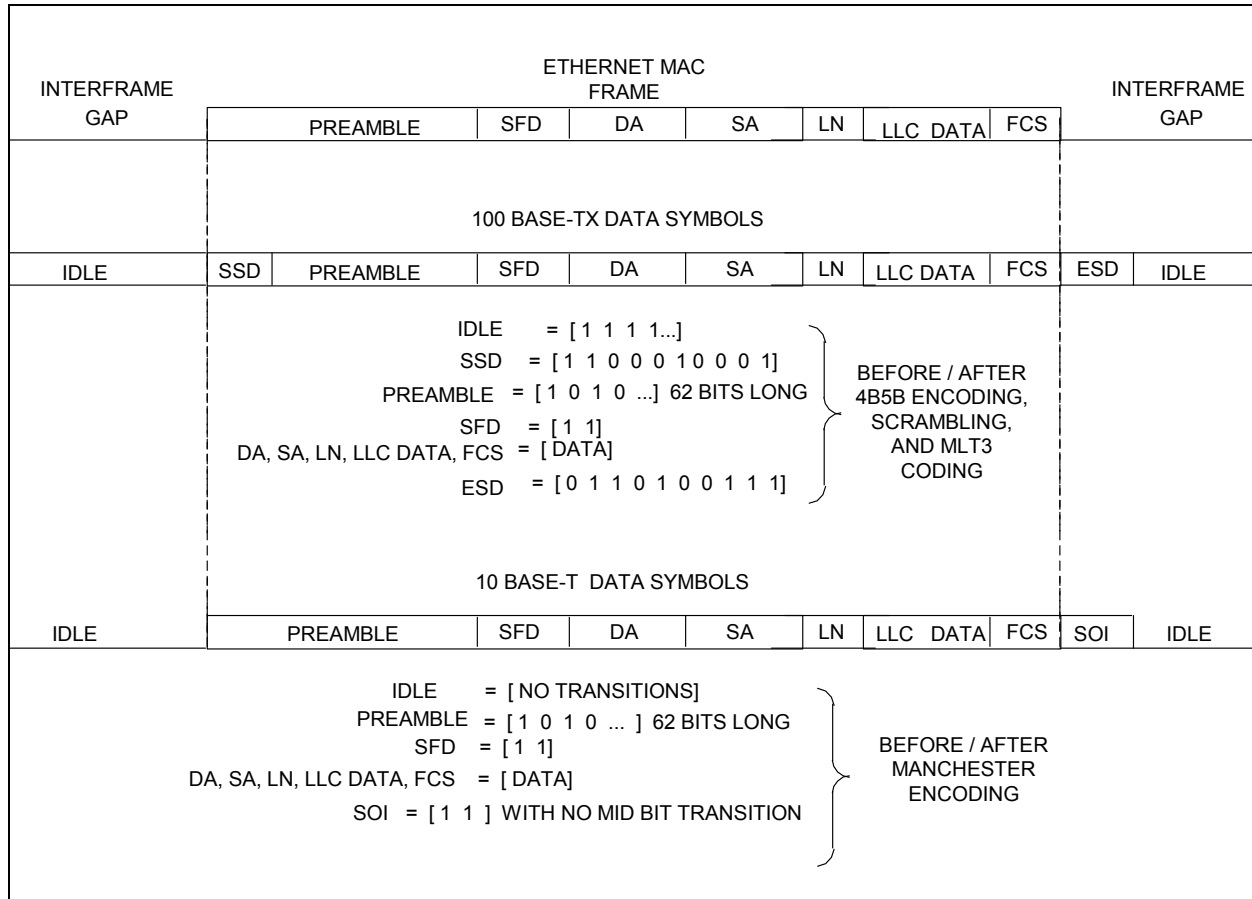 ETHERNET MAC
FRAME
INTERFRAME
GAP
INTERFRAME
GAP
PREAMBLE SFD DA SA LN LLC DATA FCS
100 BASE-TX DATA SYMBOLS
IDLE SSD PREAMBLE SFD DA SA LN LLC DATA FCS ESD IDLE
IDLE = [ 1 1 1 1...]
SSD = [ 1 1 0 0 0 1 0 0 0 1]
PREAMBLE = [ 1 0 1 0 ...] 62 BITS LONG
SFD = [ 1 1]
DA, SA, LN, LLC DATA, FCS = [ DATA]
ESD = [ 0 1 1 0 1 0 0 1 1 1]
BEFORE / AFTER
4B5B ENCODING,
SCRAMBLING,
AND MLT3
CODING
10 BASE-T DATA SYMBOLS
IDLE PREAMBLE SFD DA SA LN LLC DATA FCS SOI IDLE
IDLE = [ NO TRANSITIONS]
PREAMBLE = [ 1 0 1 0 ... ] 62 BITS LONG
SFD = [ 1 1]
DA, SA, LN, LLC DATA, FCS = [ DATA]
SOI = [ 1 1 ] WITH NO MID BIT TRANSITION
BEFORE / AFTER
MANCHESTER
ENCODING